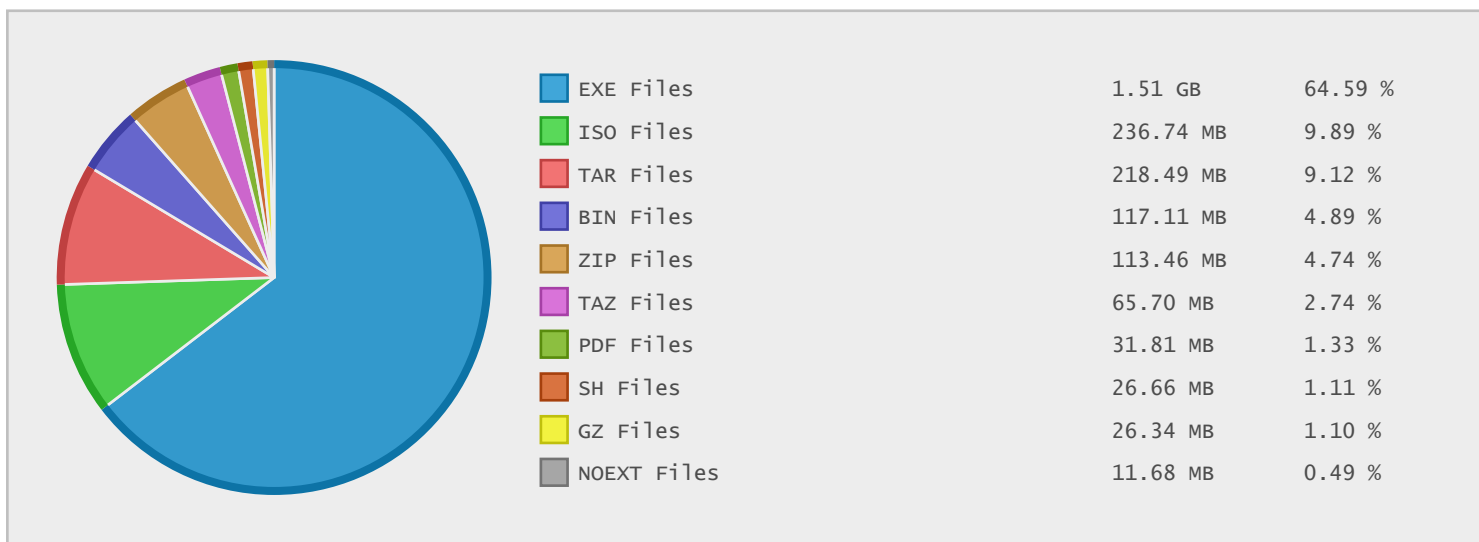 EXE Files 1.51 GB 64.59 %
ISO Files 236.74 MB 9.89 %
TAR Files 218.49 MB 9.12 %
BIN Files 117.11 MB 4.89 %
ZIP Files 113.46 MB 4.74 %
TAZ Files 65.70 MB 2.74 %
PDF Files 31.81 MB 1.33 %
SH Files 26.66 MB 1.11 %
GZ Files 26.34 MB 1.10 %
NOEXT Files 11.68 MB 0.49 %